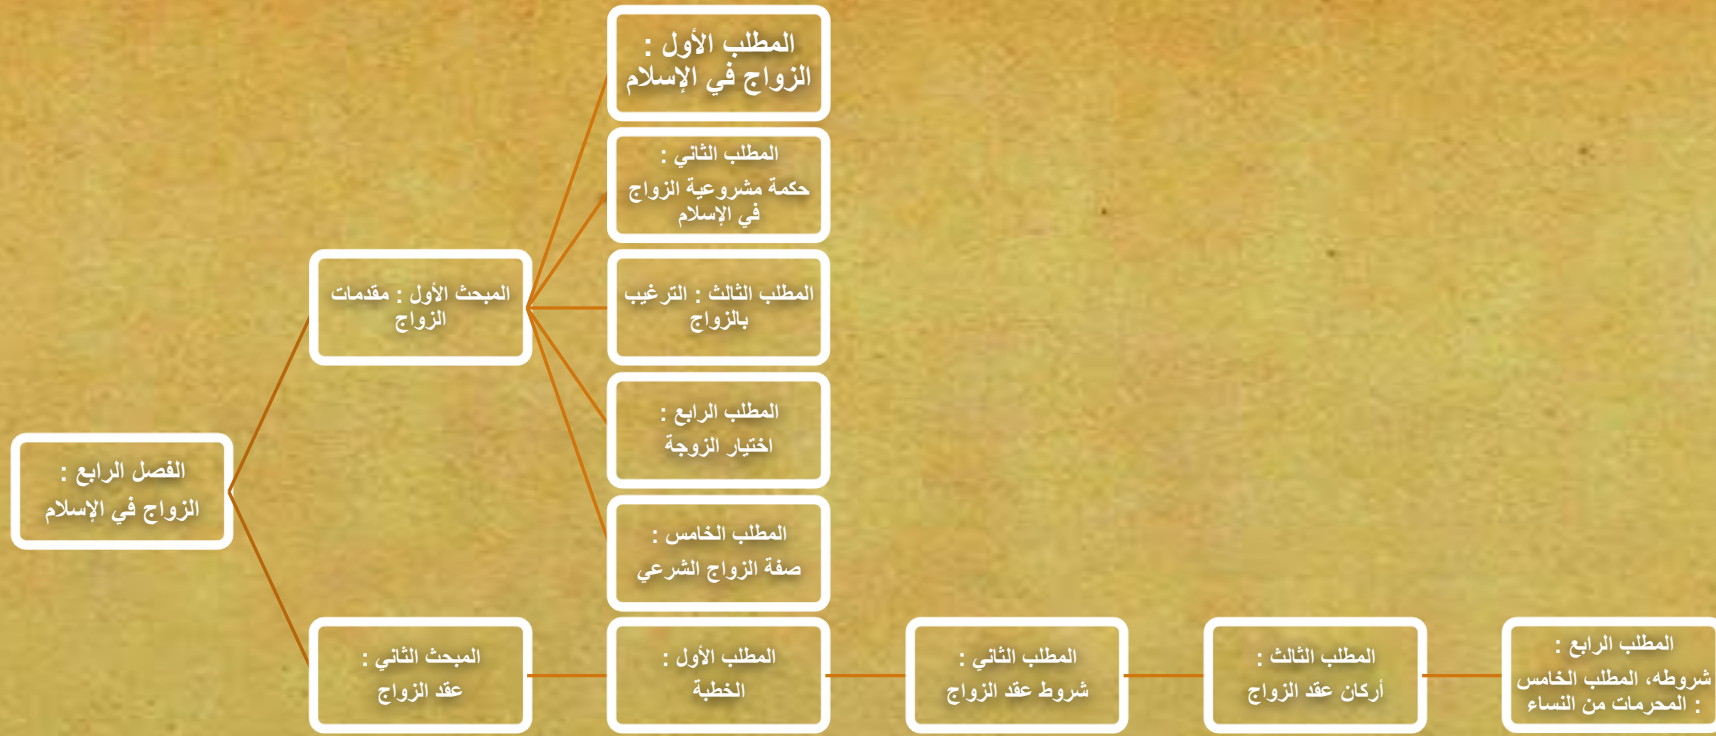 الفصل الرابع :
الزواج في الإسلام
المبحث الأول : مقدمات
الزواج
المطلب الأول :
الزواج في الإسلام
المطلب الثاني :
حكمة مشروعية الزواج
في الإسلام
المطلب الثالث : الترغيب
بالزواج
المطلب الرابع :
اختيار الزوجة
المطلب الخامس :
صفة الزواج الشرعي
المبحث الثاني :
عقد الزواج
المطلب الأول :
الخطبة
المطلب الثاني :
شروط عقد الزواج
المطلب الثالث :
أركان عقد الزواج
المطلب الرابع :
شروطه، المطلب الخامس
: المحرمات من النساء